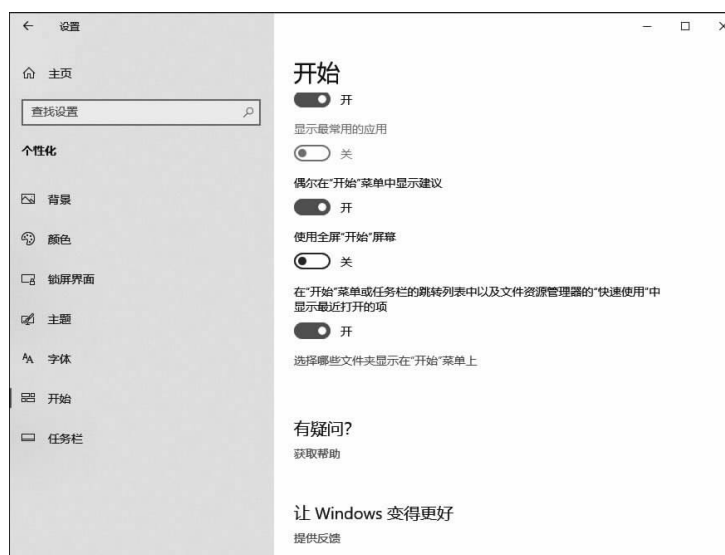 设置
主页
查找设置
个性化
背景
颜色
锁屏界面
主题
字体
开始
任务栏
开始
开
显示最常用的应用
关
偶尔在"开始"菜单中显示建议
开
使用全屏"开始"屏幕
关
在"开始"菜单或任务栏的跳转列表中以及文件资源管理器的"快速使用"中
显示最近打开的项
开
选择哪些文件夹显示在"开始"菜单上
有疑问?
获取帮助
让 Windows 变得更好
提供反馈